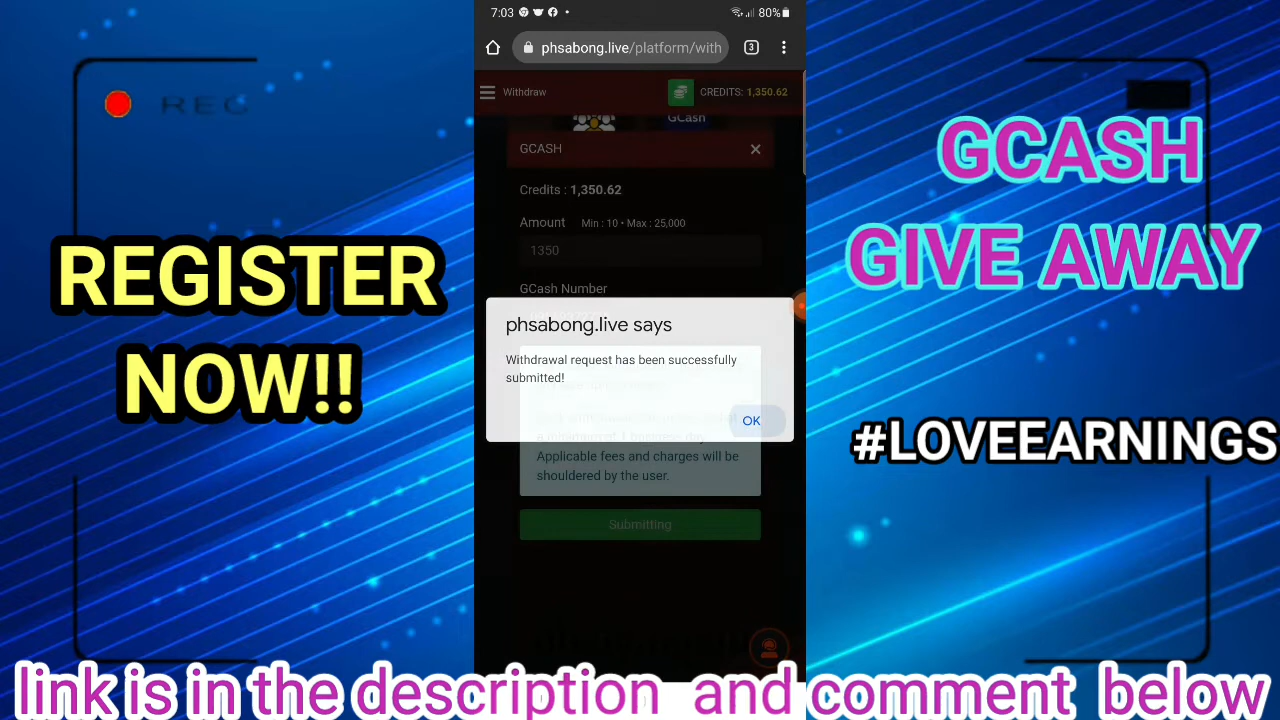 7:03 80%
phsabong.live/platform/with 3
REC
Withdraw CREDITS: 1,350.62
GCash
GCASH ×
Credits : 1,350.62
Amount Min : 10 • Max : 25,000
1350
GCash Number
phsabong.live says
Withdrawal request has been successfully
submitted!
OK
Applicable fees and charges will be
shouldered by the user.
Submitting
REGISTER
NOW!!
GCASH
GIVE AWAY
#LOVEEARNINGS
link is in the description and comment below